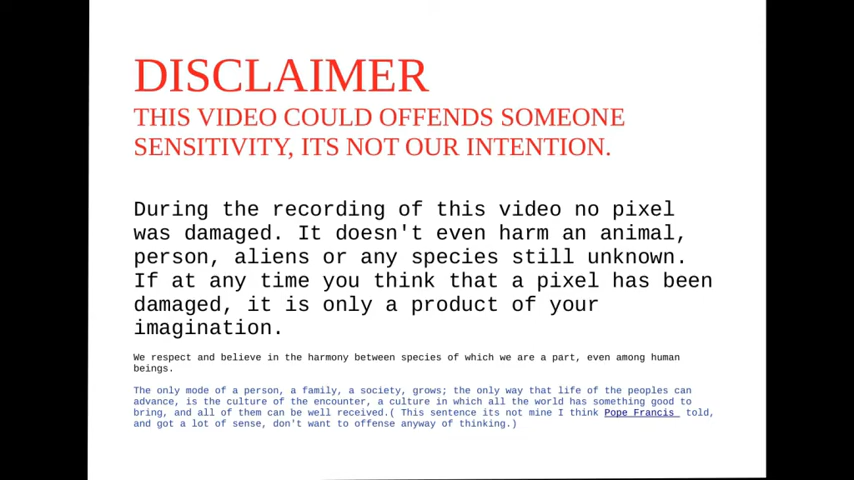 DISCLAIMER
THIS VIDEO COULD OFFENDS SOMEONE
SENSITIVITY, ITS NOT OUR INTENTION.
During the recording of this video no pixel
was damaged. It doesn't even harm an animal,
person, aliens or any species still unknown.
If at any time you think that a pixel has been
damaged, it is only a product of your
imagination.
We respect and believe in the harmony between species of which we are a part, even among human
beings.
The only mode of a person, a family, a society, grows; the only way that life of the peoples can
advance, is the culture of the encounter, a culture in which all the world has something good to
bring, and all of them can be well received.( This sentence its not mine I think Pope Francis  told,
and got a lot of sense, don't want to offense anyway of thinking.)